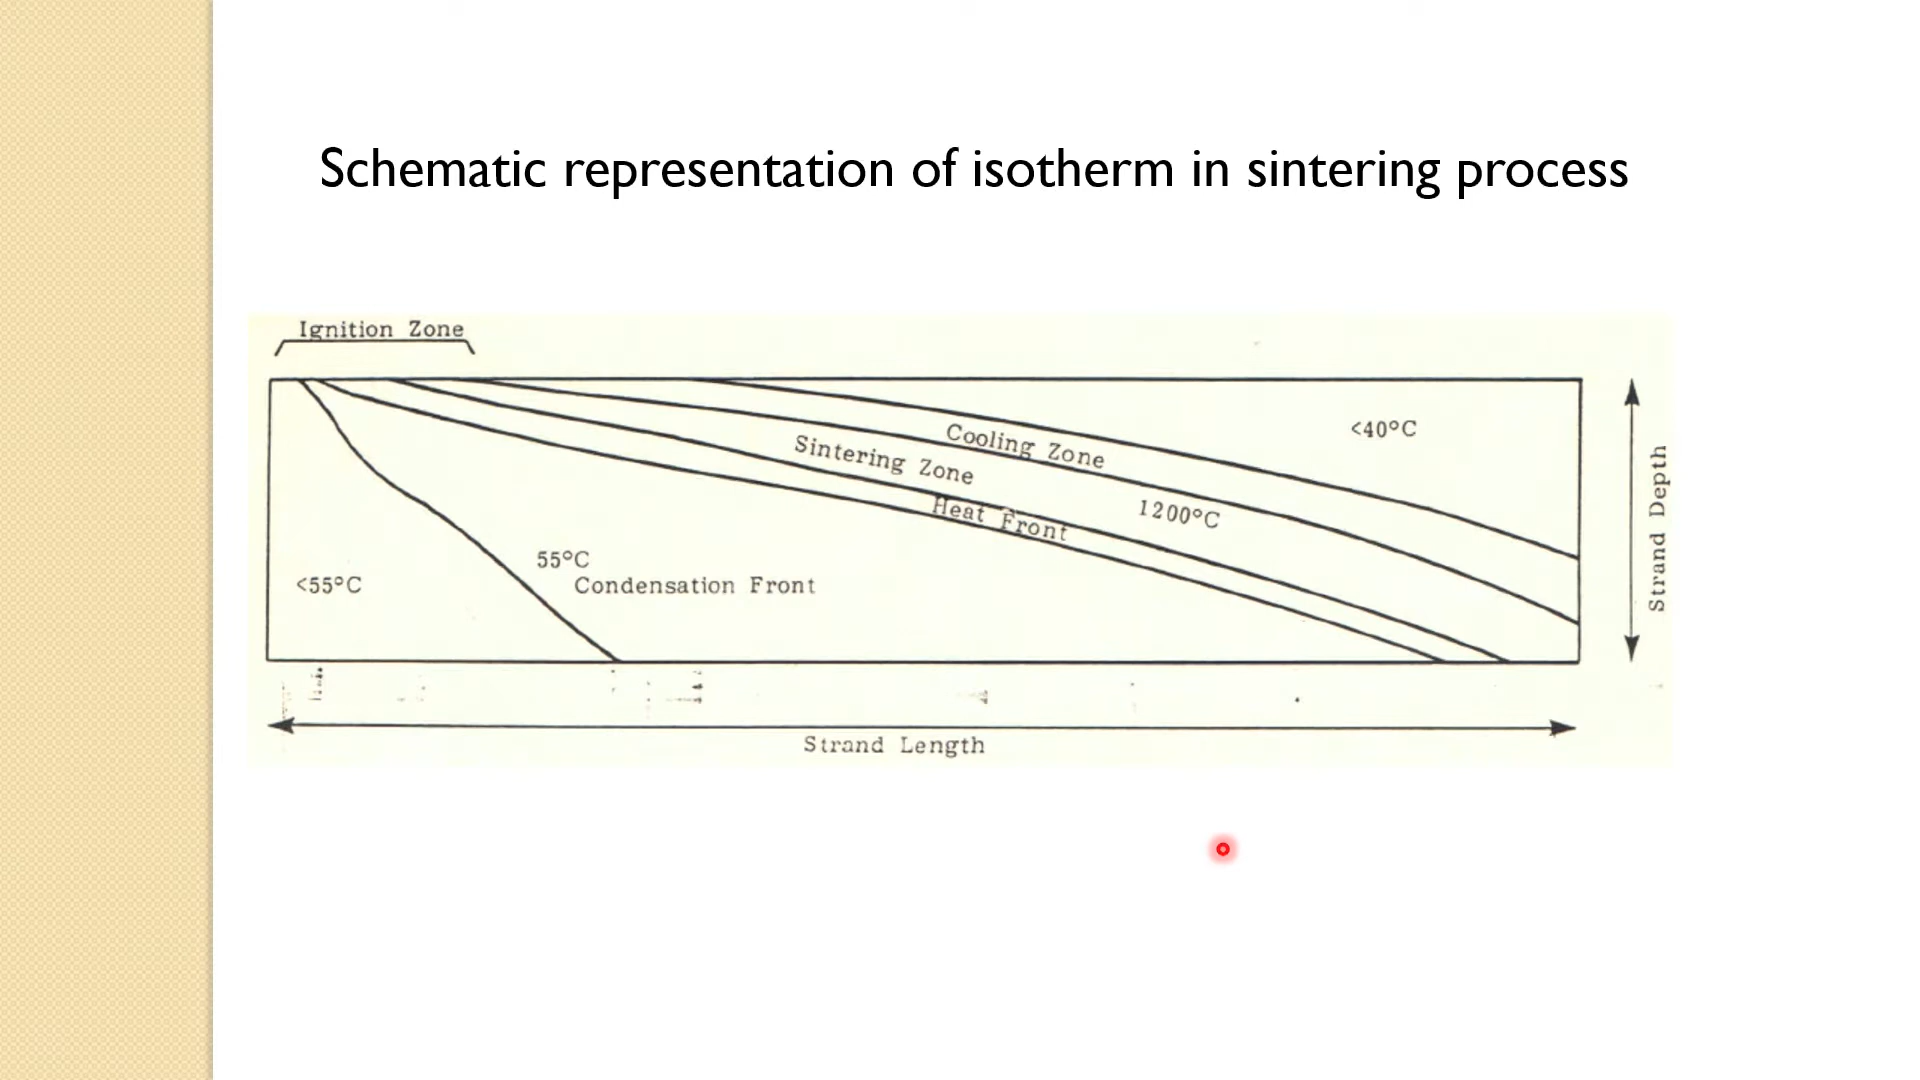 Schematic representation of isotherm in sintering process
Ignition Zone
<40°C
Cooling Zone
Sintering Zone
1200°C
Heat Front
55°C
Condensation Front
<55°C
Strand Depth
Strand Length